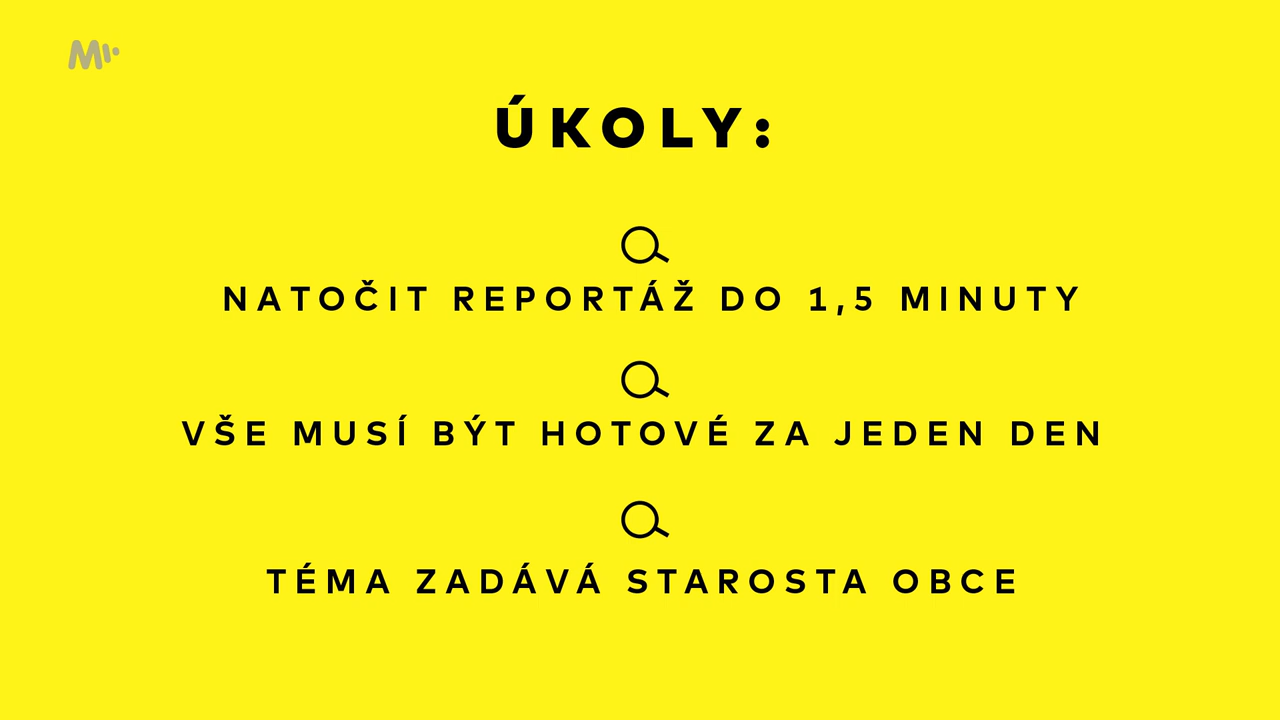 M
ÚKOLY:
NATOČIT REPORTÁŽ DO 1,5 MINUTY
VŠE MUSÍ BÝT HOTOVÉ ZA JEDEN DEN
TÉMA ZADÁVÁ STAROSTA OBCE